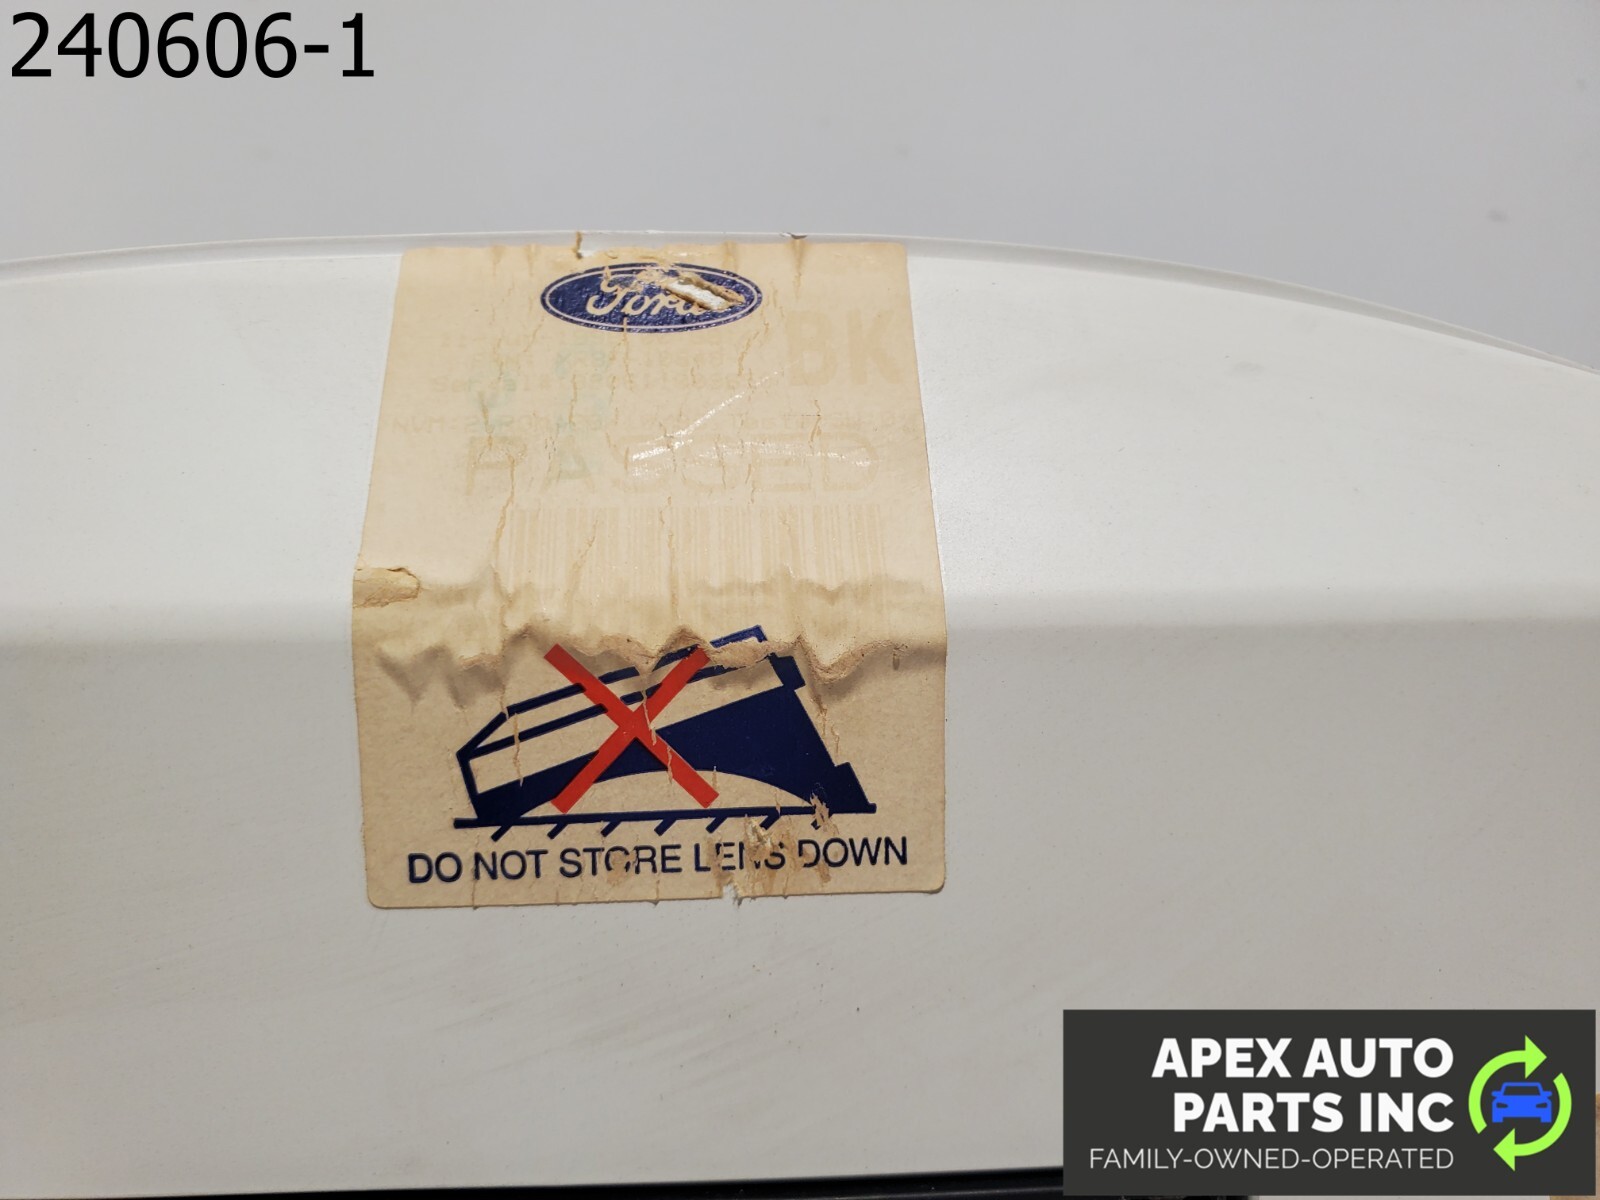 240606-1
Ford
BK
PASSED
DO NOT STORE LENS DOWN
APEX AUTO
PARTS INC
FAMILY-OWNED-OPERATED